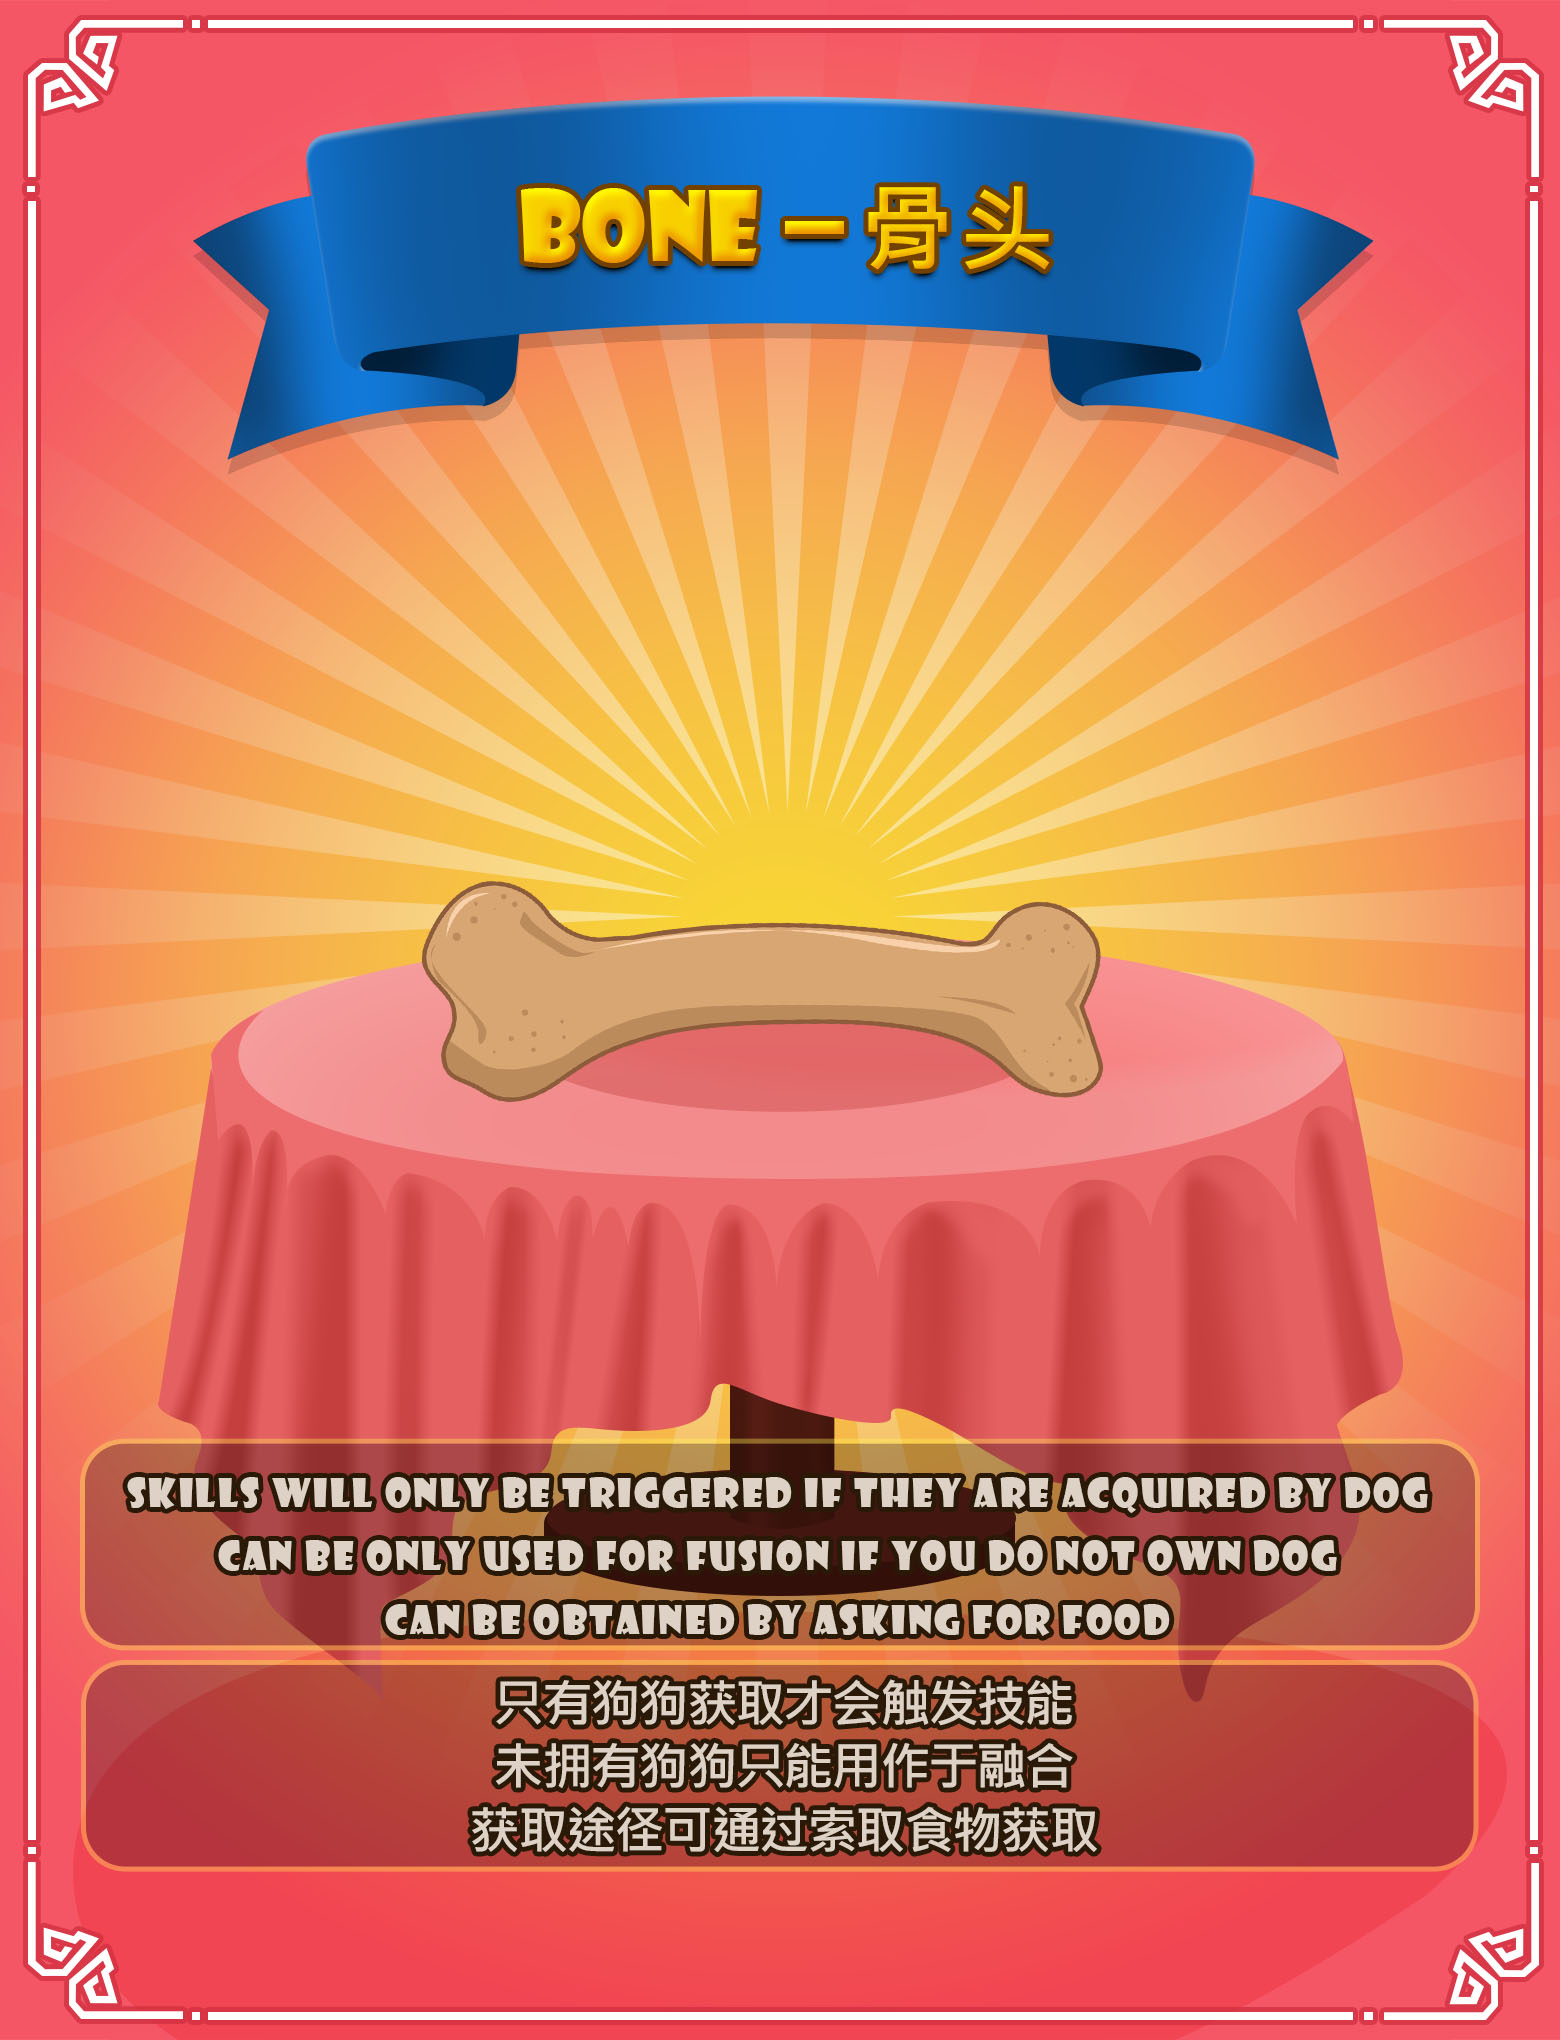 BONE – 骨头
SKILLS WILL ONLY BE TRIGGERED IF THEY ARE ACQUIRED BY DOG
CAN BE ONLY USED FOR FUSION IF YOU DO NOT OWN DOG
CAN BE OBTAINED BY ASKING FOR FOOD
只有狗狗获取才会触发技能
未拥有狗狗只能用作于融合
获取途径可通过索取食物获取